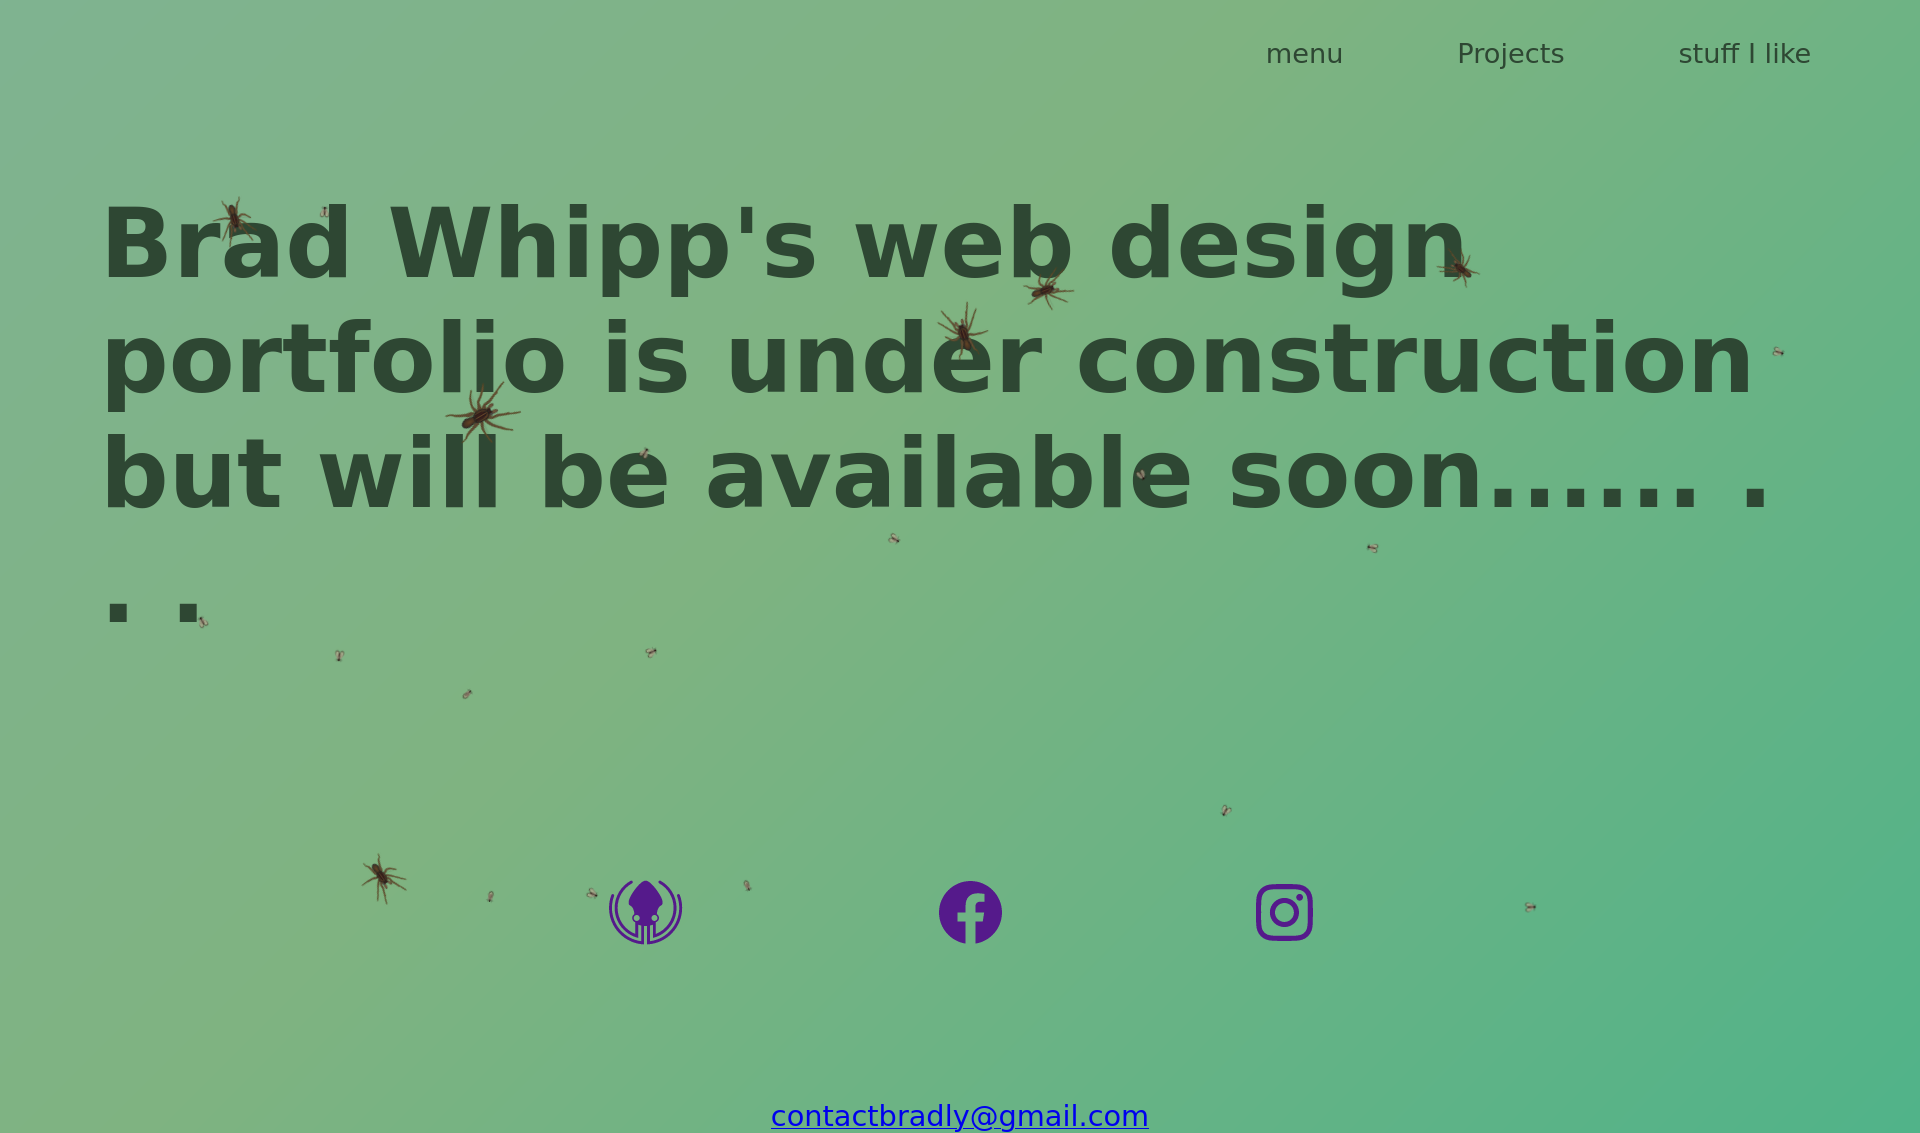 menu Projects stuff I like
Brad Whipp's web design
portfolio is under construction
but will be available soon...... .
. .
contactbradly@gmail.com